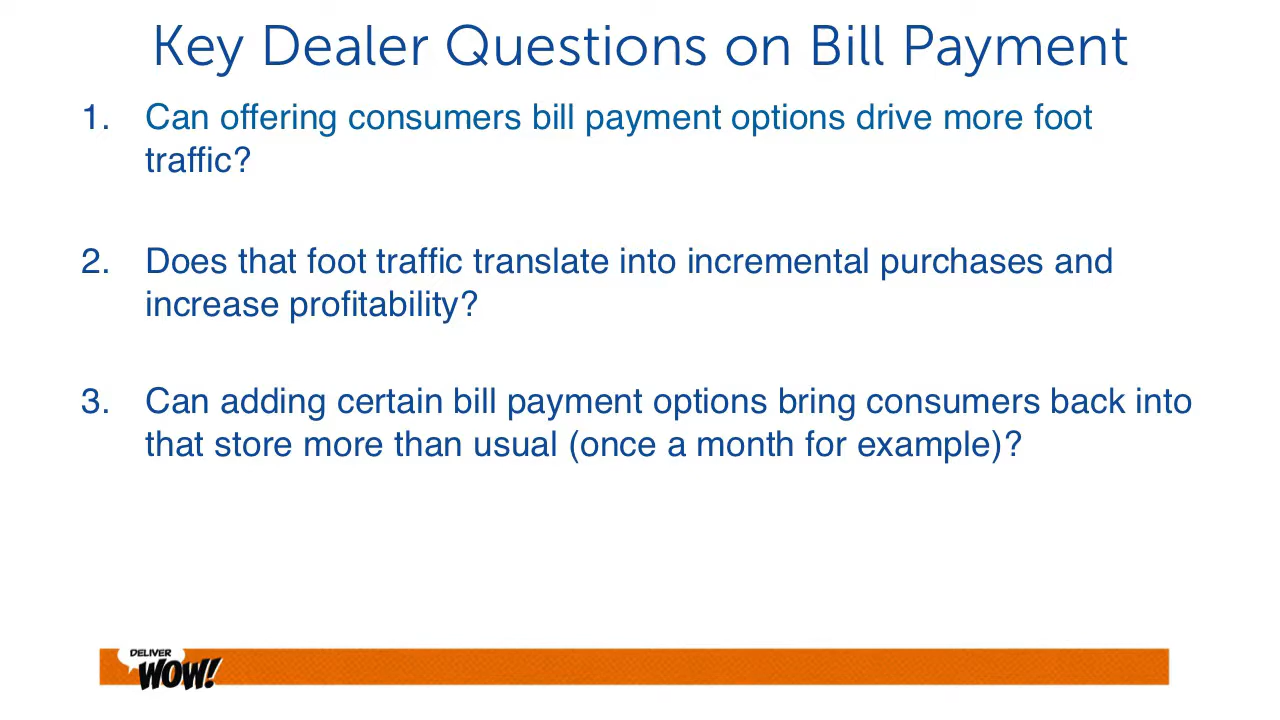 Key Dealer Questions on Bill Payment
1. Can offering consumers bill payment options drive more foot
traffic?
2. Does that foot traffic translate into incremental purchases and
increase profitability?
3. Can adding certain bill payment options bring consumers back into
that store more than usual (once a month for example)?
DELIVER
WOW!